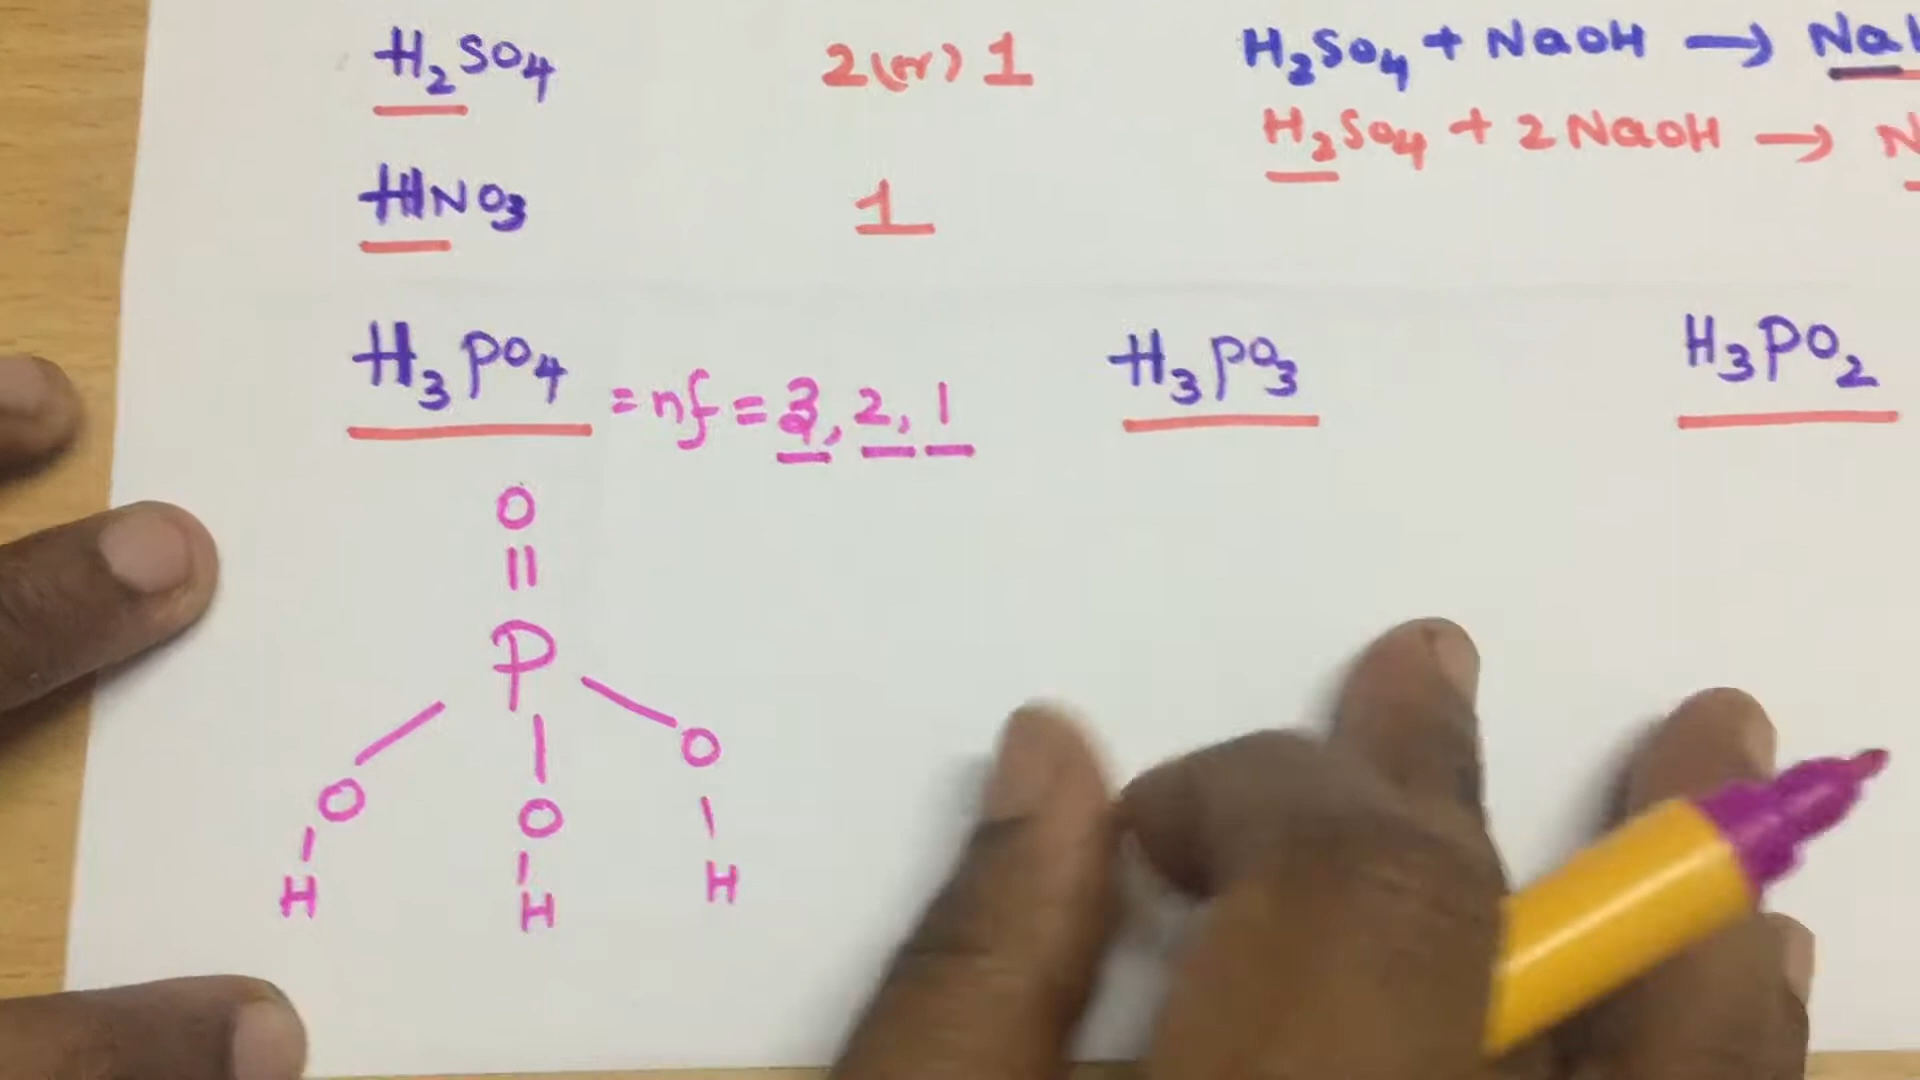 H₂SO₄ 2 (or) 1 H₂SO₄ + NaOH → Na
H₂SO₄ + 2NaOH → N
HNO₃ 1
H₃PO₄ = nf = 3, 2, 1 H₃PO₃ H₃PO₂
O
P
O O O
H H H